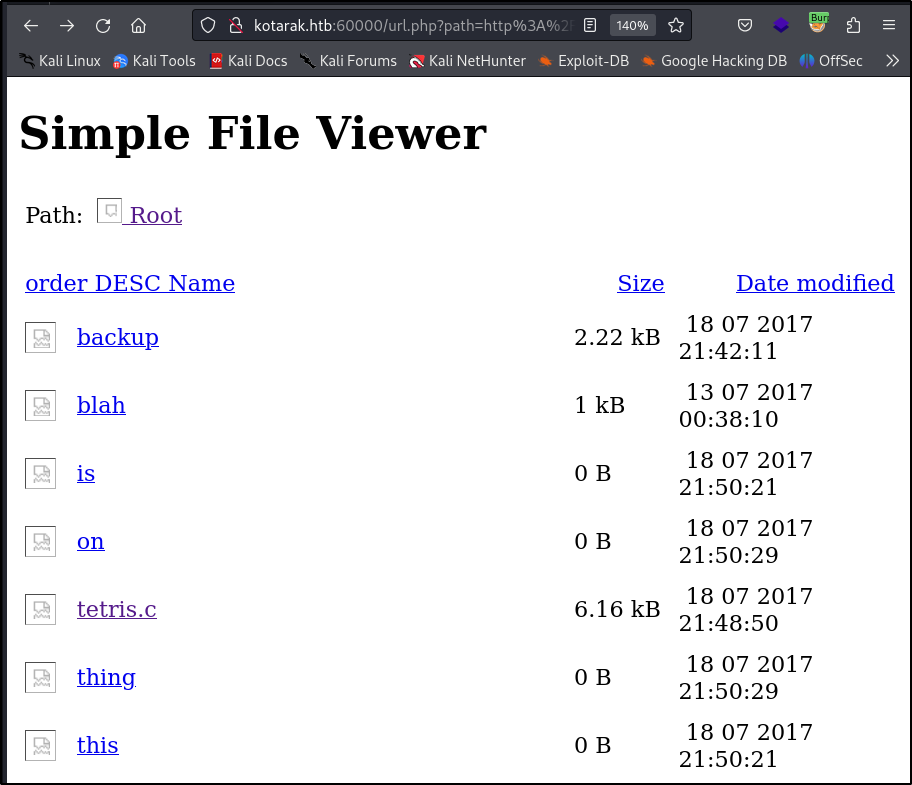 kotarak.htb:60000/url.php?path=http%3A%2F
140%
Bur
Kali Linux Kali Tools Kali Docs Kali Forums Kali NetHunter Exploit-DB Google Hacking DB OffSec
Simple File Viewer
Path: Root
order DESC Name Size Date modified
backup 2.22 kB 18 07 2017
21:42:11
blah 1 kB 13 07 2017
00:38:10
is 0 B 18 07 2017
21:50:21
on 0 B 18 07 2017
21:50:29
tetris.c 6.16 kB 18 07 2017
21:48:50
thing 0 B 18 07 2017
21:50:29
this 0 B 18 07 2017
21:50:21